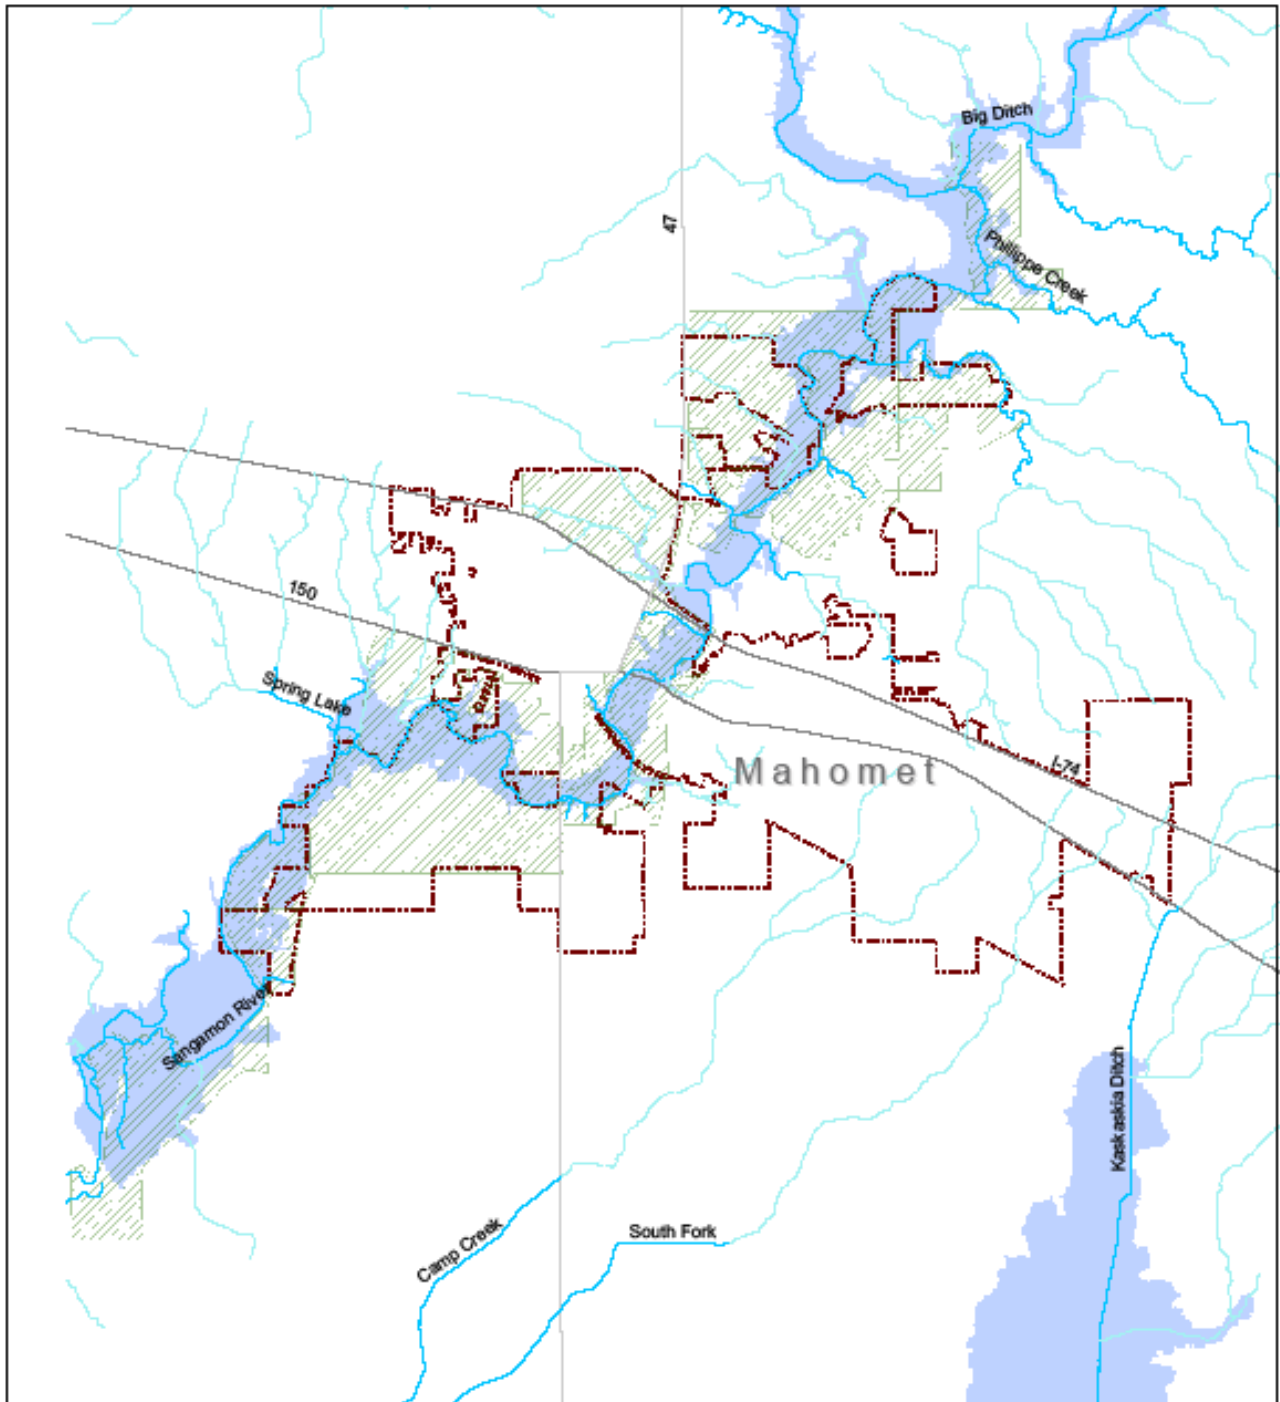 Big Ditch
47
Phillippe Creek
150
Spring Lake
I-74
Mahomet
Sangamon River
Kaskaskia Ditch
South Fork
Camp Creek